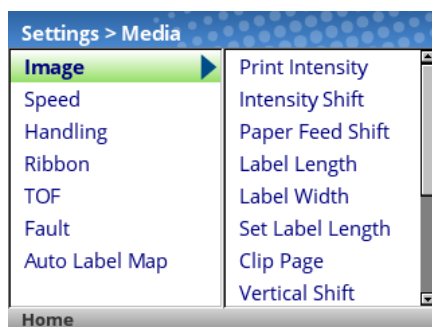 Settings > Media
Image
Speed
Handling
Ribbon
TOF
Fault
Auto Label Map
Print Intensity
Intensity Shift
Paper Feed Shift
Label Length
Label Width
Set Label Length
Clip Page
Vertical Shift
Home